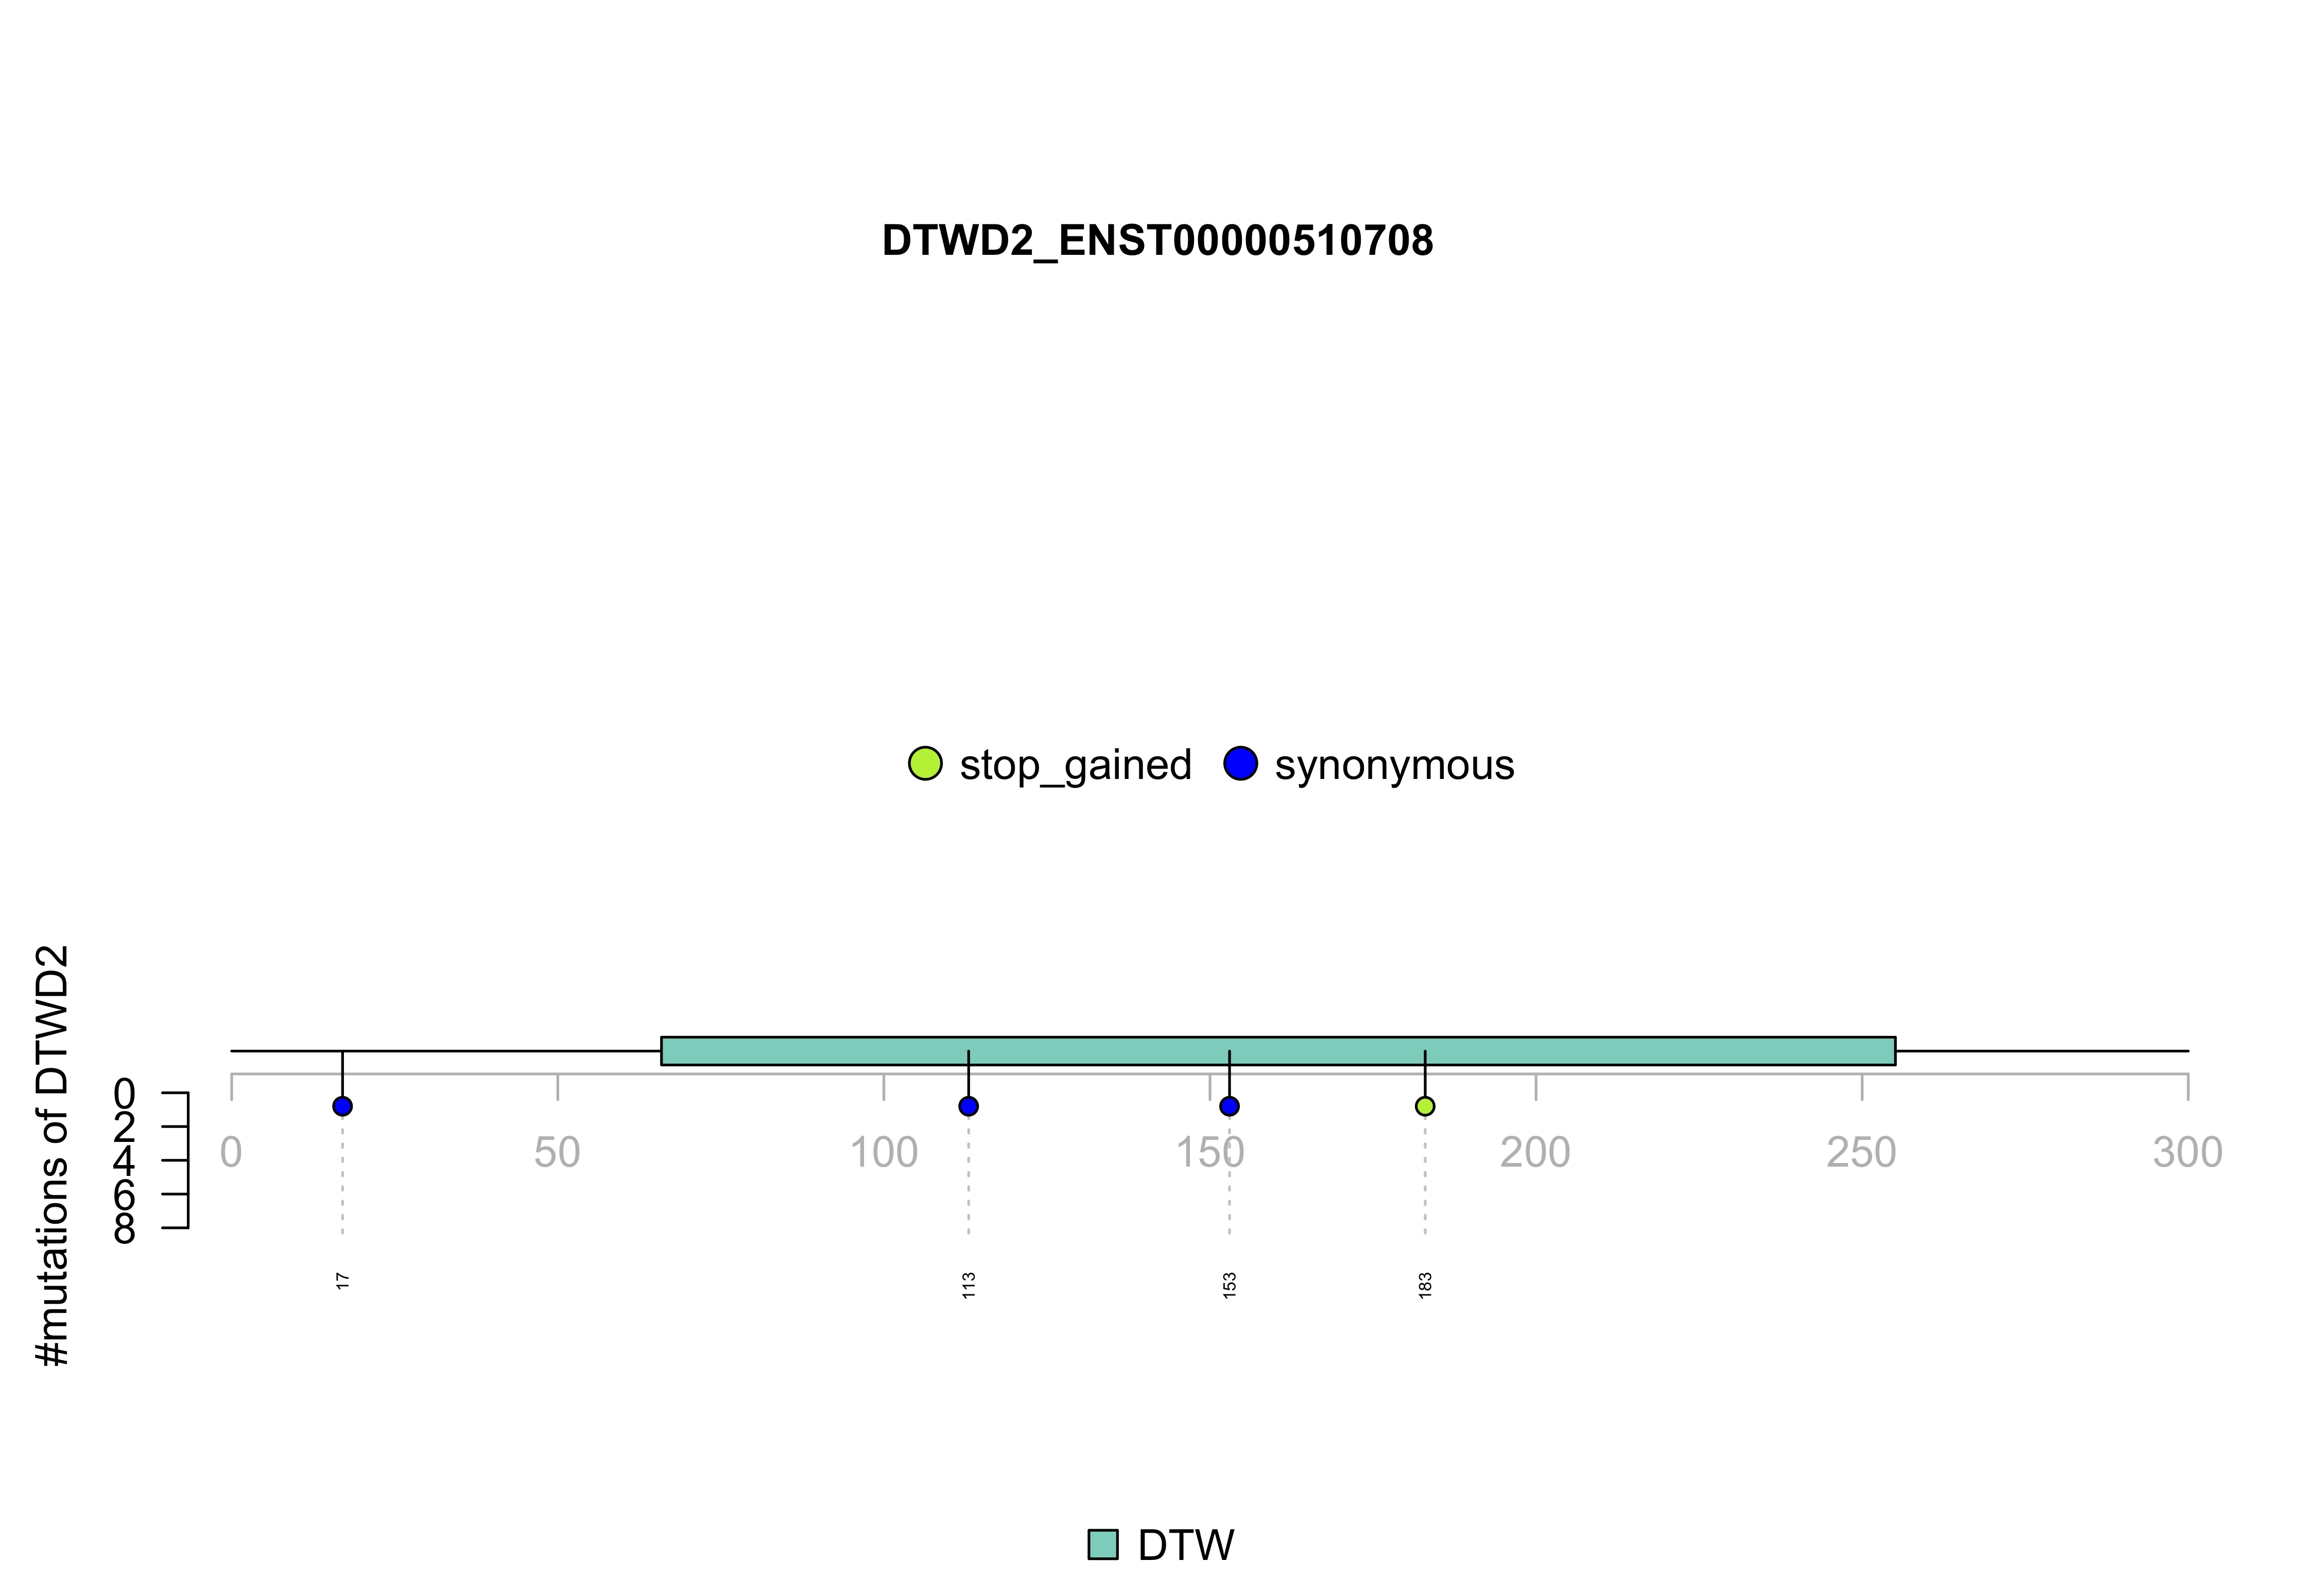 DTWD2_ENST00000510708
stop_gained synonymous
#mutations of DTWD2
0
2
4
6
8
0 50 100 150 200 250 300
17 113 153 183
DTW